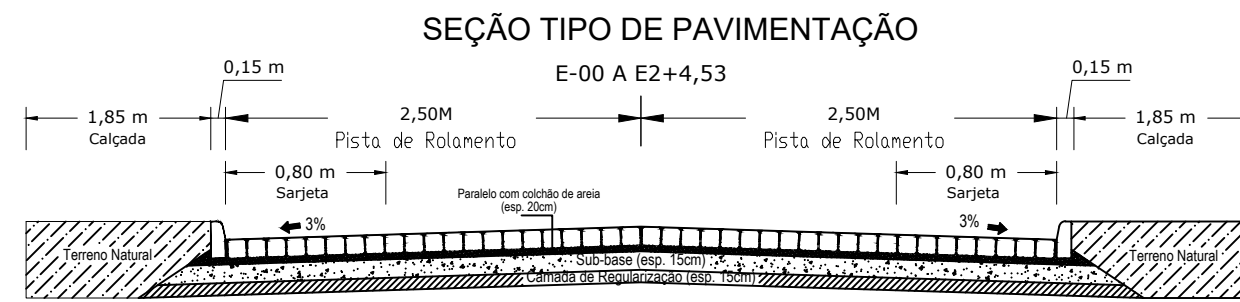 SEÇÃO TIPO DE PAVIMENTAÇÃO
E-00 A E2+4,53
0,15 m
0,15 m
1,85 m
Calçada
2,50M
Pista de Rolamento
2,50M
Pista de Rolamento
1,85 m
Calçada
0,80 m
Sarjeta
0,80 m
Sarjeta
Paralelo com colchão de areia
(esp. 20cm)
3%
3%
Terreno Natural
Sub-base (esp. 15cm)
Terreno Natural
Camada de Regularização (esp. 15cm)